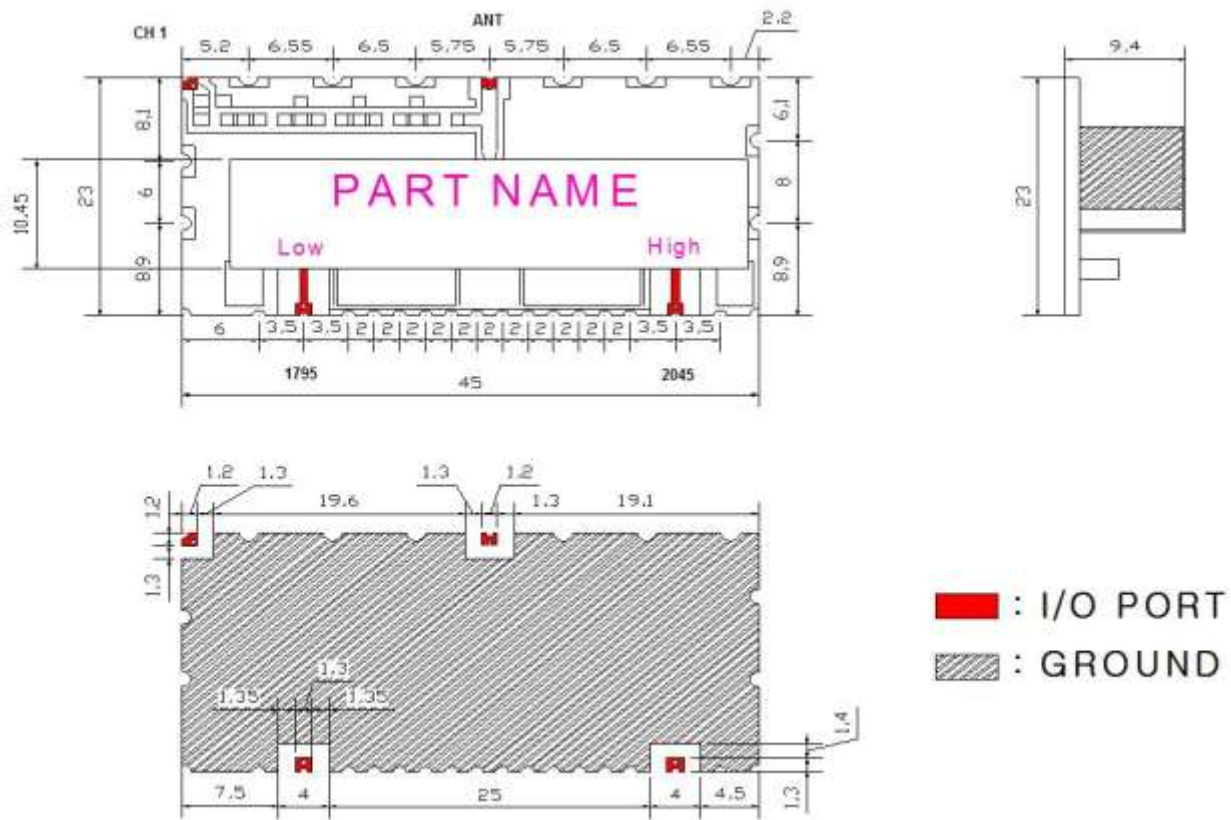 CH 1 ANT 2.2
5.2 6.55 6.5 5.75 5.75 6.5 6.55
9.4
8.1 6.1
10.45 23 6 8 23
PART NAME
Low High
8.9 8.9
6 3.5 3.5 2 2 2 2 2 2 2 2 2 2 2 3.5 3.5
1795 2045
45
1.2 1.3 1.3 1.2
1.2 19.6 1.3 19.1
1.3
: I/O PORT
: GROUND
1.3
1.35 1.35
1.4
1.3
7.5 4 25 4 4.5